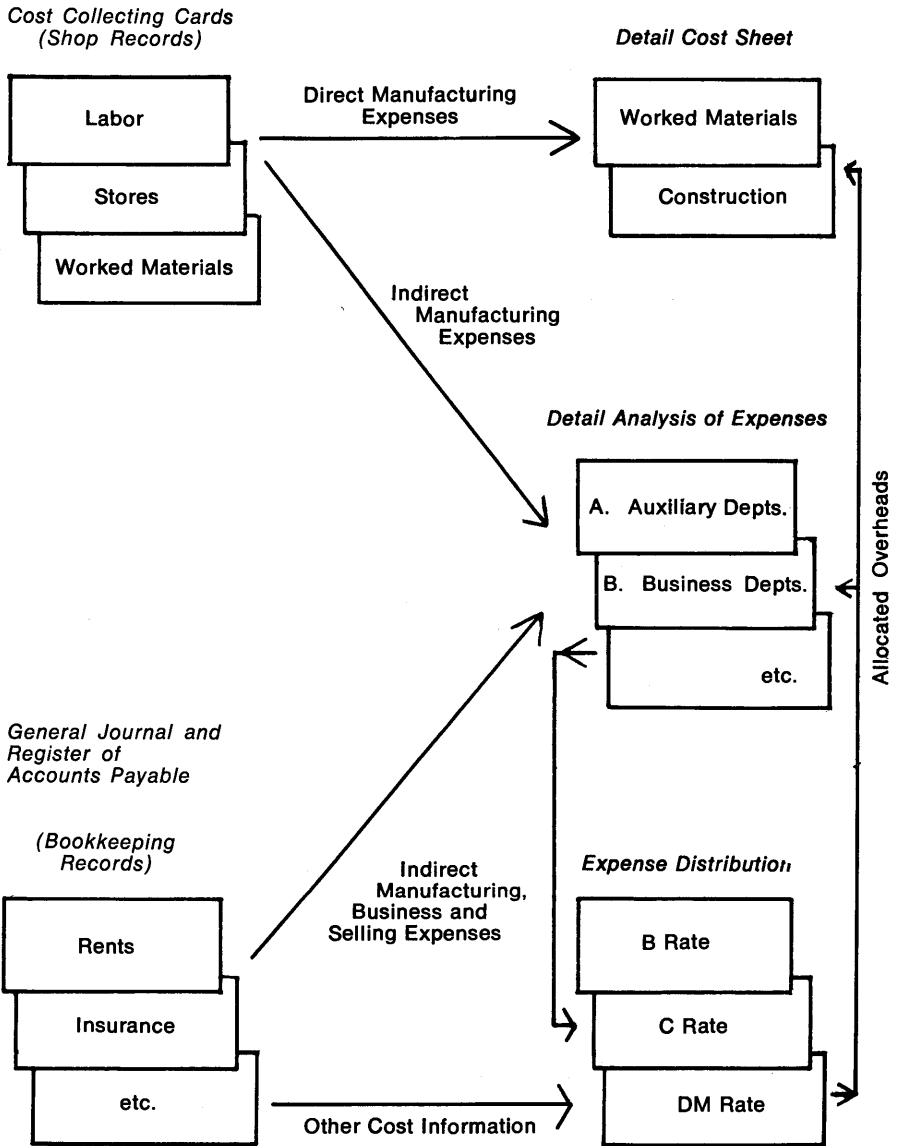 Cost Collecting Cards
(Shop Records)
Labor
Stores
Worked Materials
Direct Manufacturing
Expenses
Detail Cost Sheet
Worked Materials
Construction
Indirect
Manufacturing
Expenses
Detail Analysis of Expenses
A. Auxiliary Depts.
B. Business Depts.
etc.
Allocated Overheads
General Journal and
Register of
Accounts Payable
(Bookkeeping
Records)
Rents
Insurance
etc.
Indirect
Manufacturing,
Business and
Selling Expenses
Other Cost Information
Expense Distribution
B Rate
C Rate
DM Rate